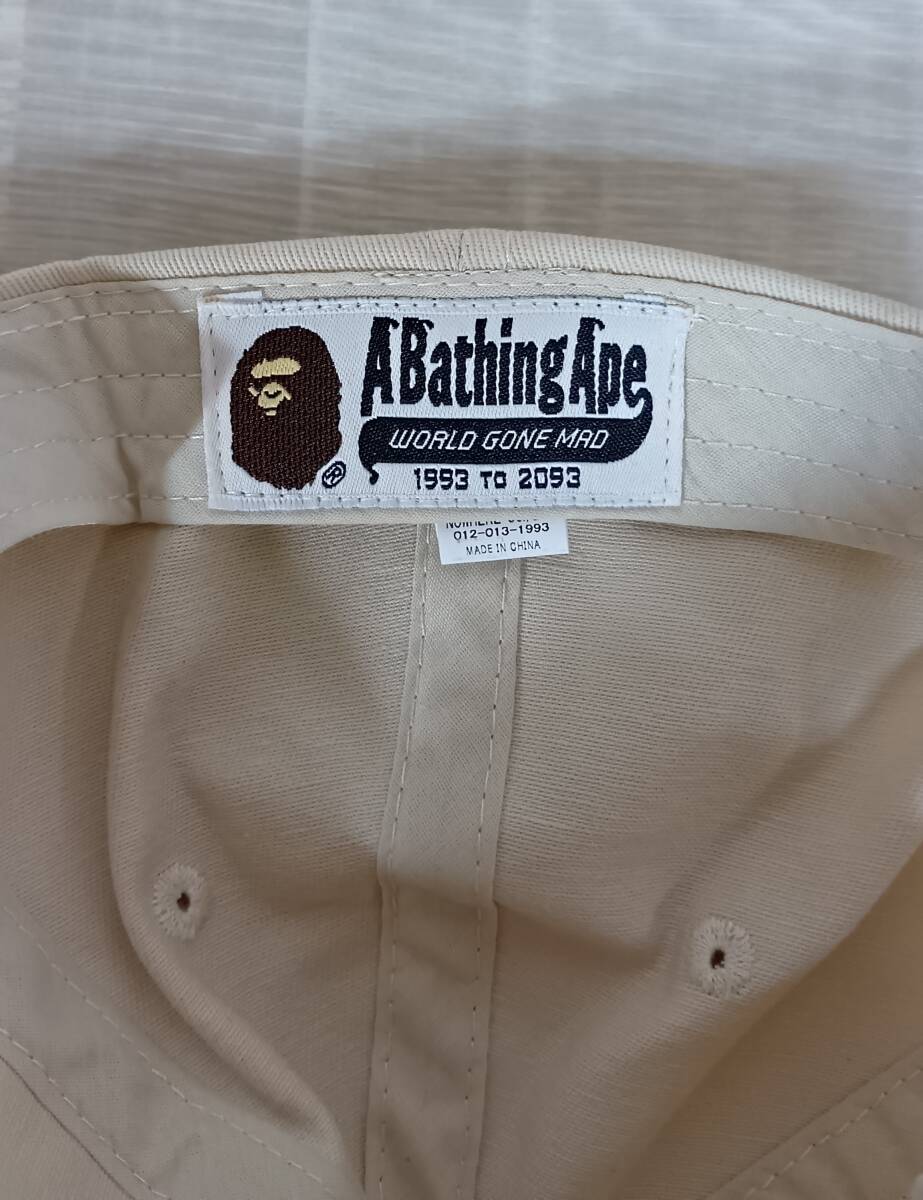 A Bathing Ape
WORLD GONE MAD
®
1993 TO 2093
012-013-1993
MADE IN CHINA